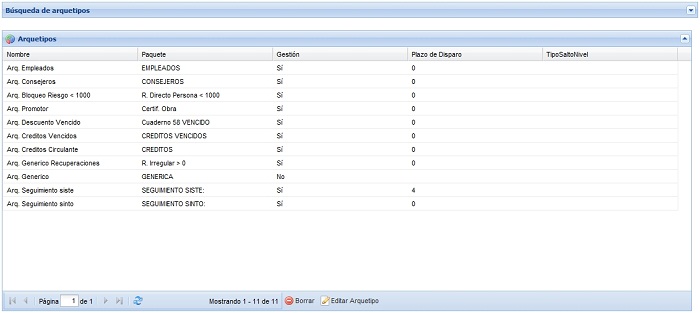 Búsqueda de arquetipos
Arquetipos
Nombre Paquete Gestión Plazo de Disparo TipoSaltoNivel
Arq. Empleados EMPLEADOS Sí 0
Arq. Consejeros CONSEJEROS Sí 0
Arq. Bloqueo Riesgo < 1000 R. Directo Persona < 1000 Sí 0
Arq. Promotor Certif. Obra Sí 0
Arq. Descuento Vencido Cuaderno 58 VENCIDO Sí 0
Arq. Creditos Vencidos CREDITOS VENCIDOS Sí 0
Arq. Creditos Circulante CREDITOS Sí 0
Arq. Generico Recuperaciones R. Irregular > 0 Sí 0
Arq. Generico GENERICA No
Arq. Seguimiento siste SEGUIMIENTO SISTE: Sí 4
Arq. Seguimiento sinto SEGUIMIENTO SINTO: Sí 0
Página 1 de 1 Mostrando 1 - 11 de 11 Borrar Editar Arquetipo